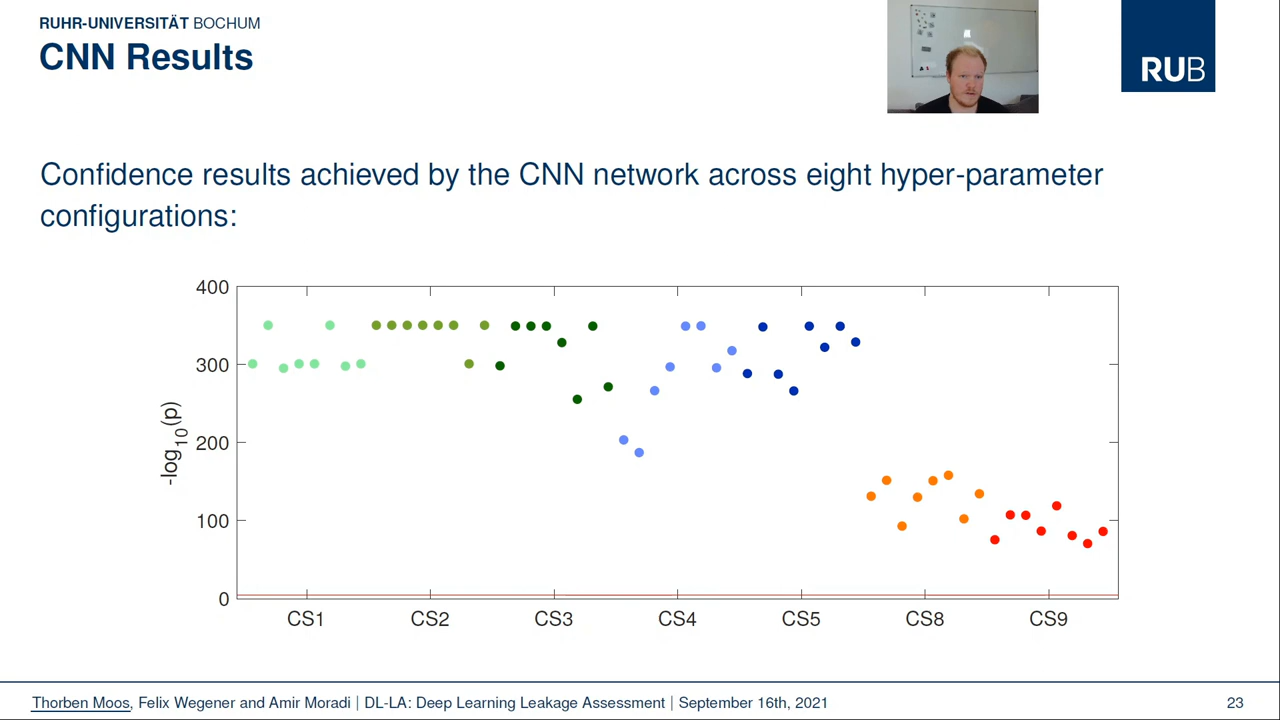 RUHR-UNIVERSITÄT BOCHUM
CNN Results
RUB
Confidence results achieved by the CNN network across eight hyper-parameter
configurations:
400
300
200
100
0
-log10(p)
CS1 CS2 CS3 CS4 CS5 CS8 CS9
Thorben Moos, Felix Wegener and Amir Moradi | DL-LA: Deep Learning Leakage Assessment | September 16th, 2021
23